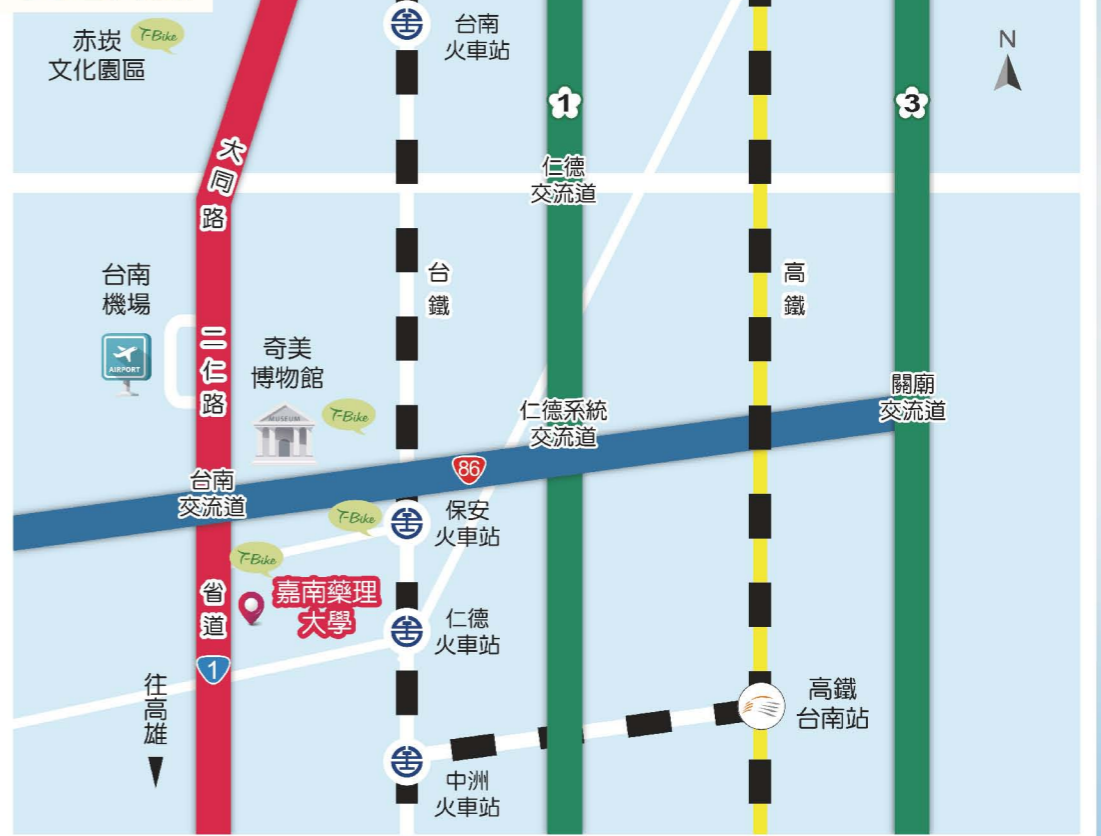 台南
火車站
赤崁
文化園區
T-Bike
N
1
3
大同路
仁德
交流道
台南
機場
AIRPORT
台鐵
高鐵
二仁路
奇美
博物館
MUSEUM
T-Bike
關廟
交流道
仁德系統
交流道
86
台南
交流道
T-Bike
保安
火車站
T-Bike
嘉南藥理
大學
省道
1
仁德
火車站
往高雄
高鐵
台南站
中洲
火車站